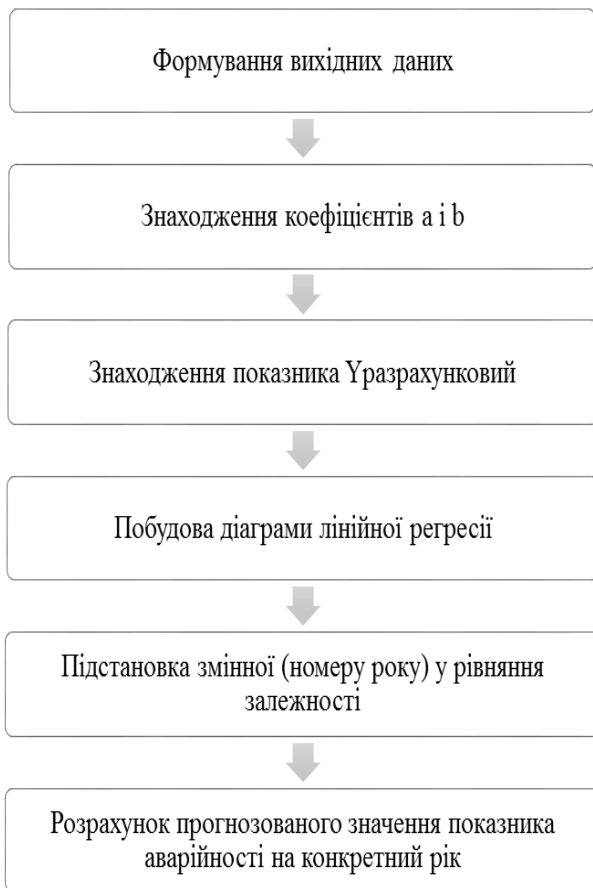 Формування вихідних даних
Знаходження коефіцієнтів a і b
Знаходження показника Yразрахунковий
Побудова діаграми лінійної регресії
Підстановка змінної (номеру року) у рівняння
залежності
Розрахунок прогнозованого значення показника
аварійності на конкретний рік